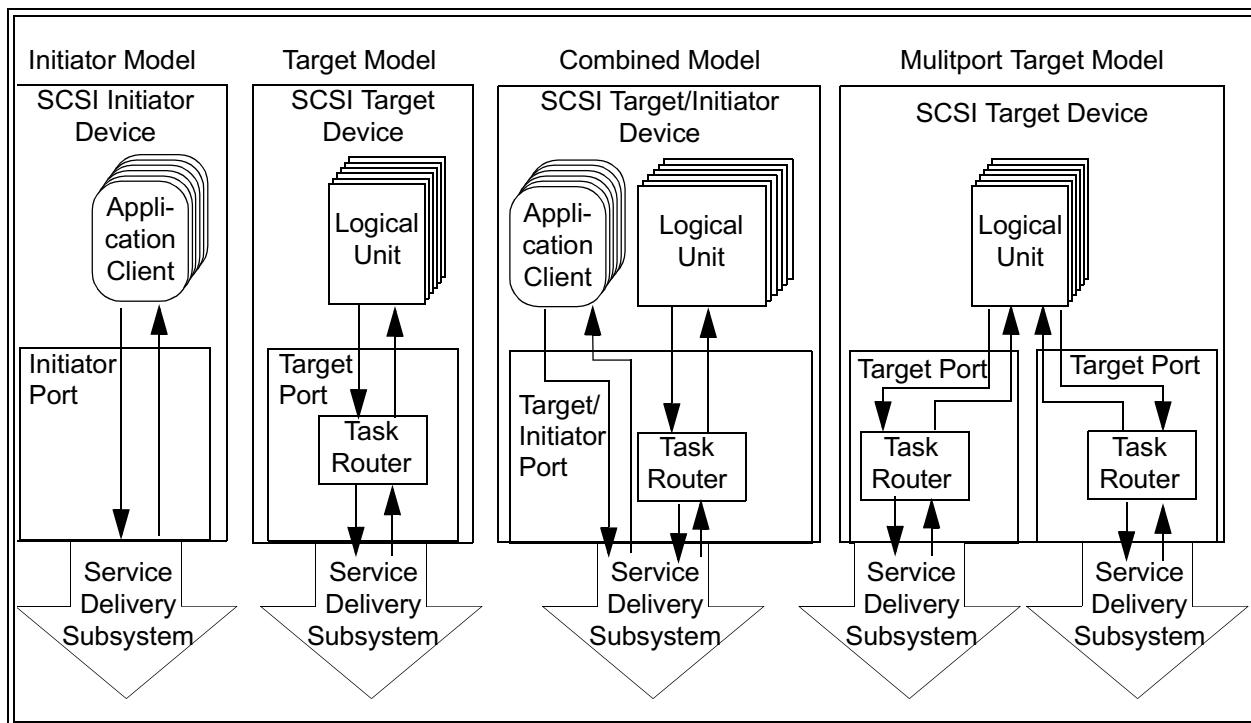 Initiator Model
SCSI Initiator
Device
Appli-
cation
Client
Initiator
Port
Service
Delivery
Subsystem
Target Model
SCSI Target
Device
Logical
Unit
Target
Port
Task
Router
Service
Delivery
Subsystem
Combined Model
SCSI Target/Initiator
Device
Appli-
cation
Client
Logical
Unit
Target/
Initiator
Port
Task
Router
Service
Delivery
Subsystem
Mulitport Target Model
SCSI Target Device
Logical
Unit
Target Port
Task
Router
Service
Delivery
Subsystem
Target Port
Task
Router
Service
Delivery
Subsystem